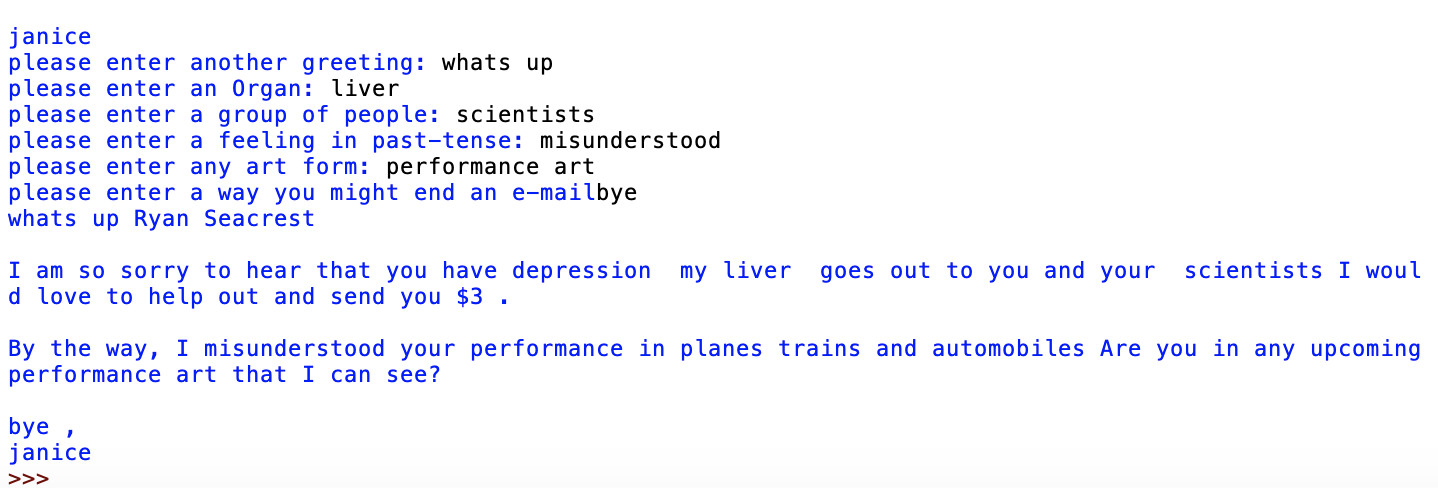 janice
please enter another greeting: whats up
please enter an Organ: liver
please enter a group of people: scientists
please enter a feeling in past-tense: misunderstood
please enter any art form: performance art
please enter a way you might end an e-mailbye
whats up Ryan Seacrest
I am so sorry to hear that you have depression  my liver  goes out to you and your  scientists I woul
d love to help out and send you $3 .
By the way, I misunderstood your performance in planes trains and automobiles Are you in any upcoming
performance art that I can see?
bye ,
janice
>>>